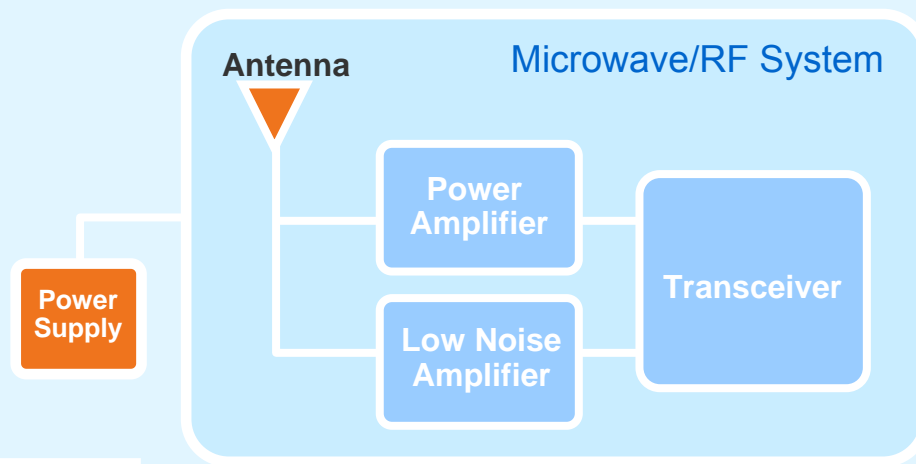 Microwave/RF System
Antenna
Power
Amplifier
Transceiver
Power
Supply
Low Noise
Amplifier